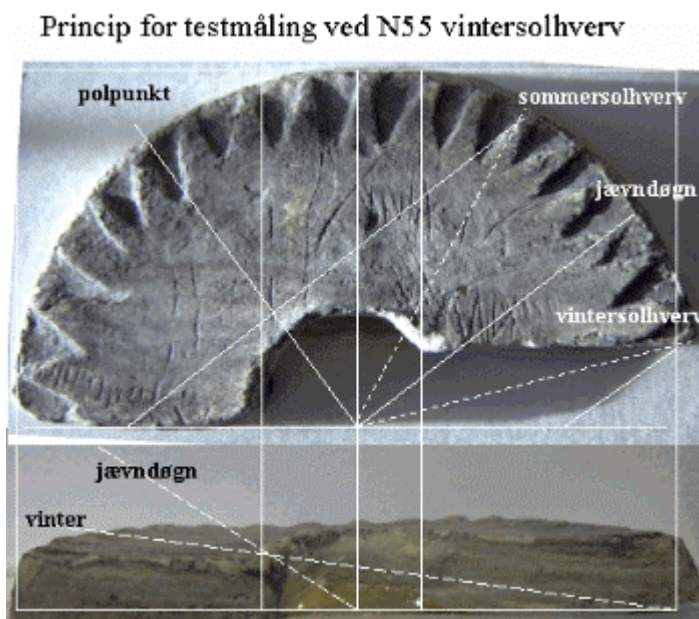 Princip for testmåling ved N55 vintersolhverv
polpunkt
sommersolhverv
jævndøgn
vintersolhverv
jævndøgn
vinter